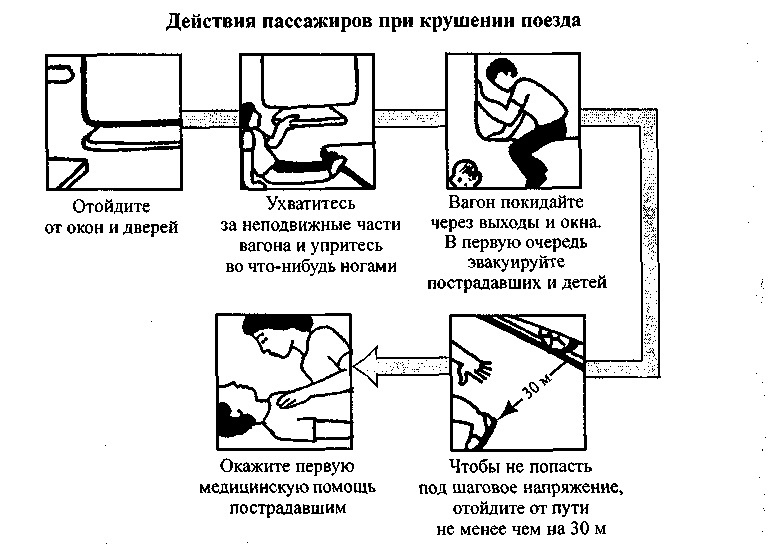 Действия пассажиров при крушении поезда
Отойдите
от окон и дверей
Ухватитесь
за неподвижные части
вагона и упритесь
во что-нибудь ногами
Вагон покидайте
через выходы и окна.
В первую очередь
эвакуируйте
пострадавших и детей
30 м
Чтобы не попасть
под шаговое напряжение,
отойдите от пути
не менее чем на 30 м
Окажите первую
медицинскую помощь
пострадавшим